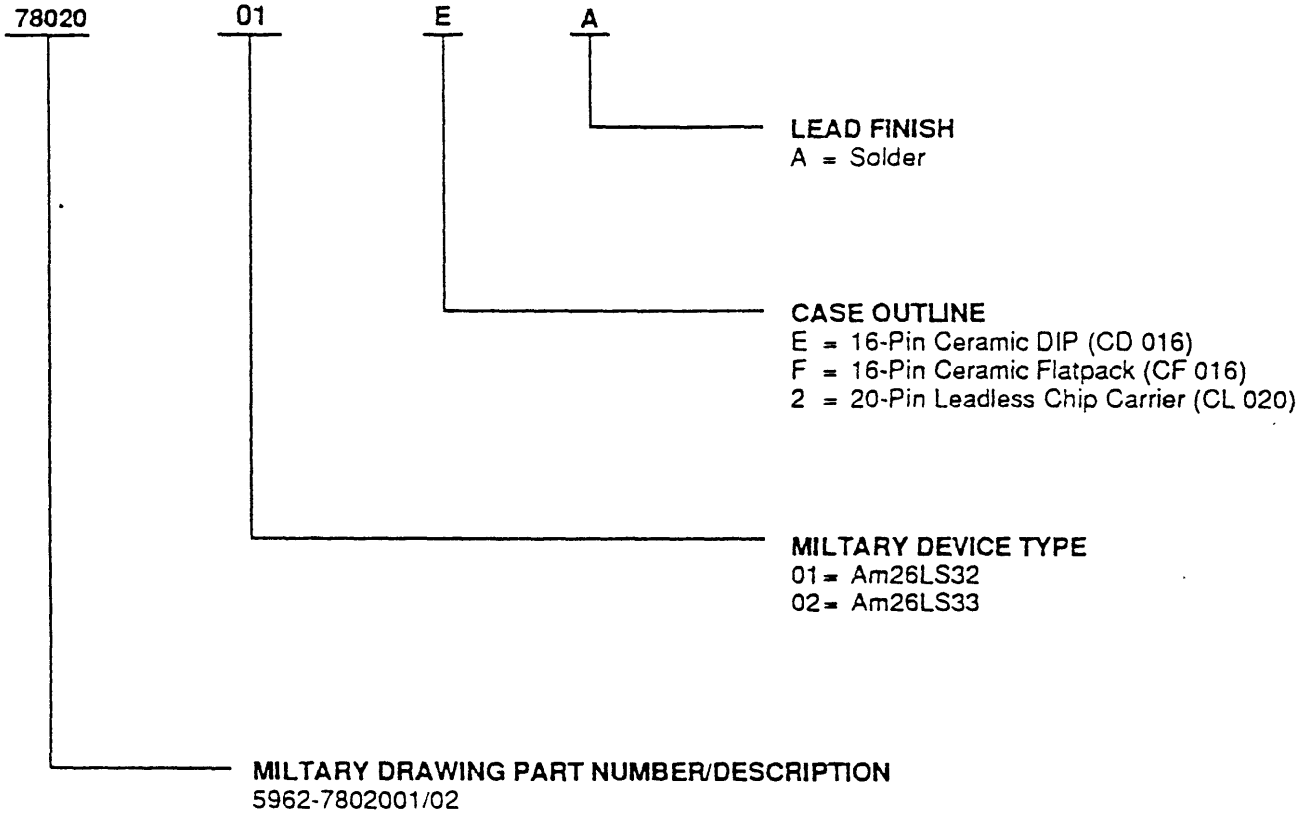 78020 01 E A
LEAD FINISH
A = Solder
CASE OUTLINE
E = 16-Pin Ceramic DIP (CD 016)
F = 16-Pin Ceramic Flatpack (CF 016)
2 = 20-Pin Leadless Chip Carrier (CL 020)
MILTARY DEVICE TYPE
01= Am26LS32
02= Am26LS33
MILTARY DRAWING PART NUMBER/DESCRIPTION
5962-7802001/02